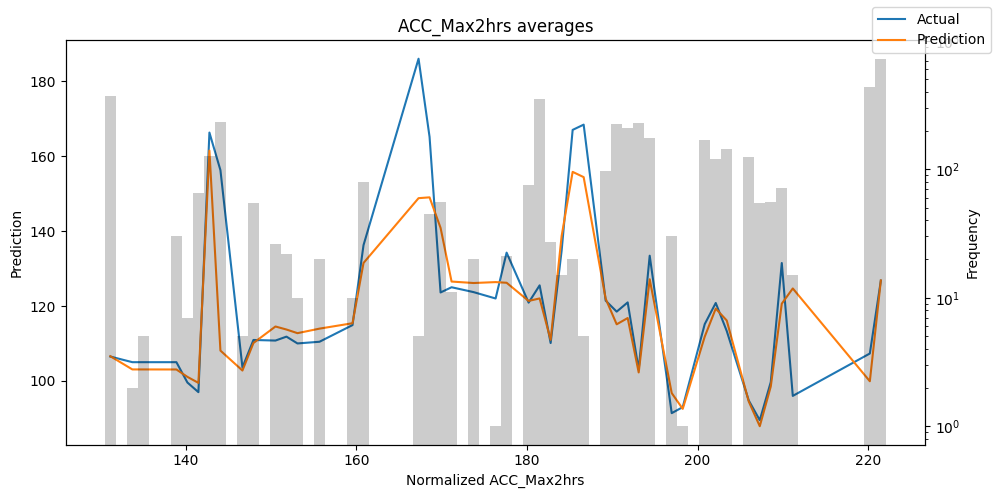 ACC_Max2hrs averages
Actual
Prediction
180
160
140
120
100
Prediction
140
160
180
200
220
Normalized ACC_Max2hrs
10²
10¹
10⁰
Frequency